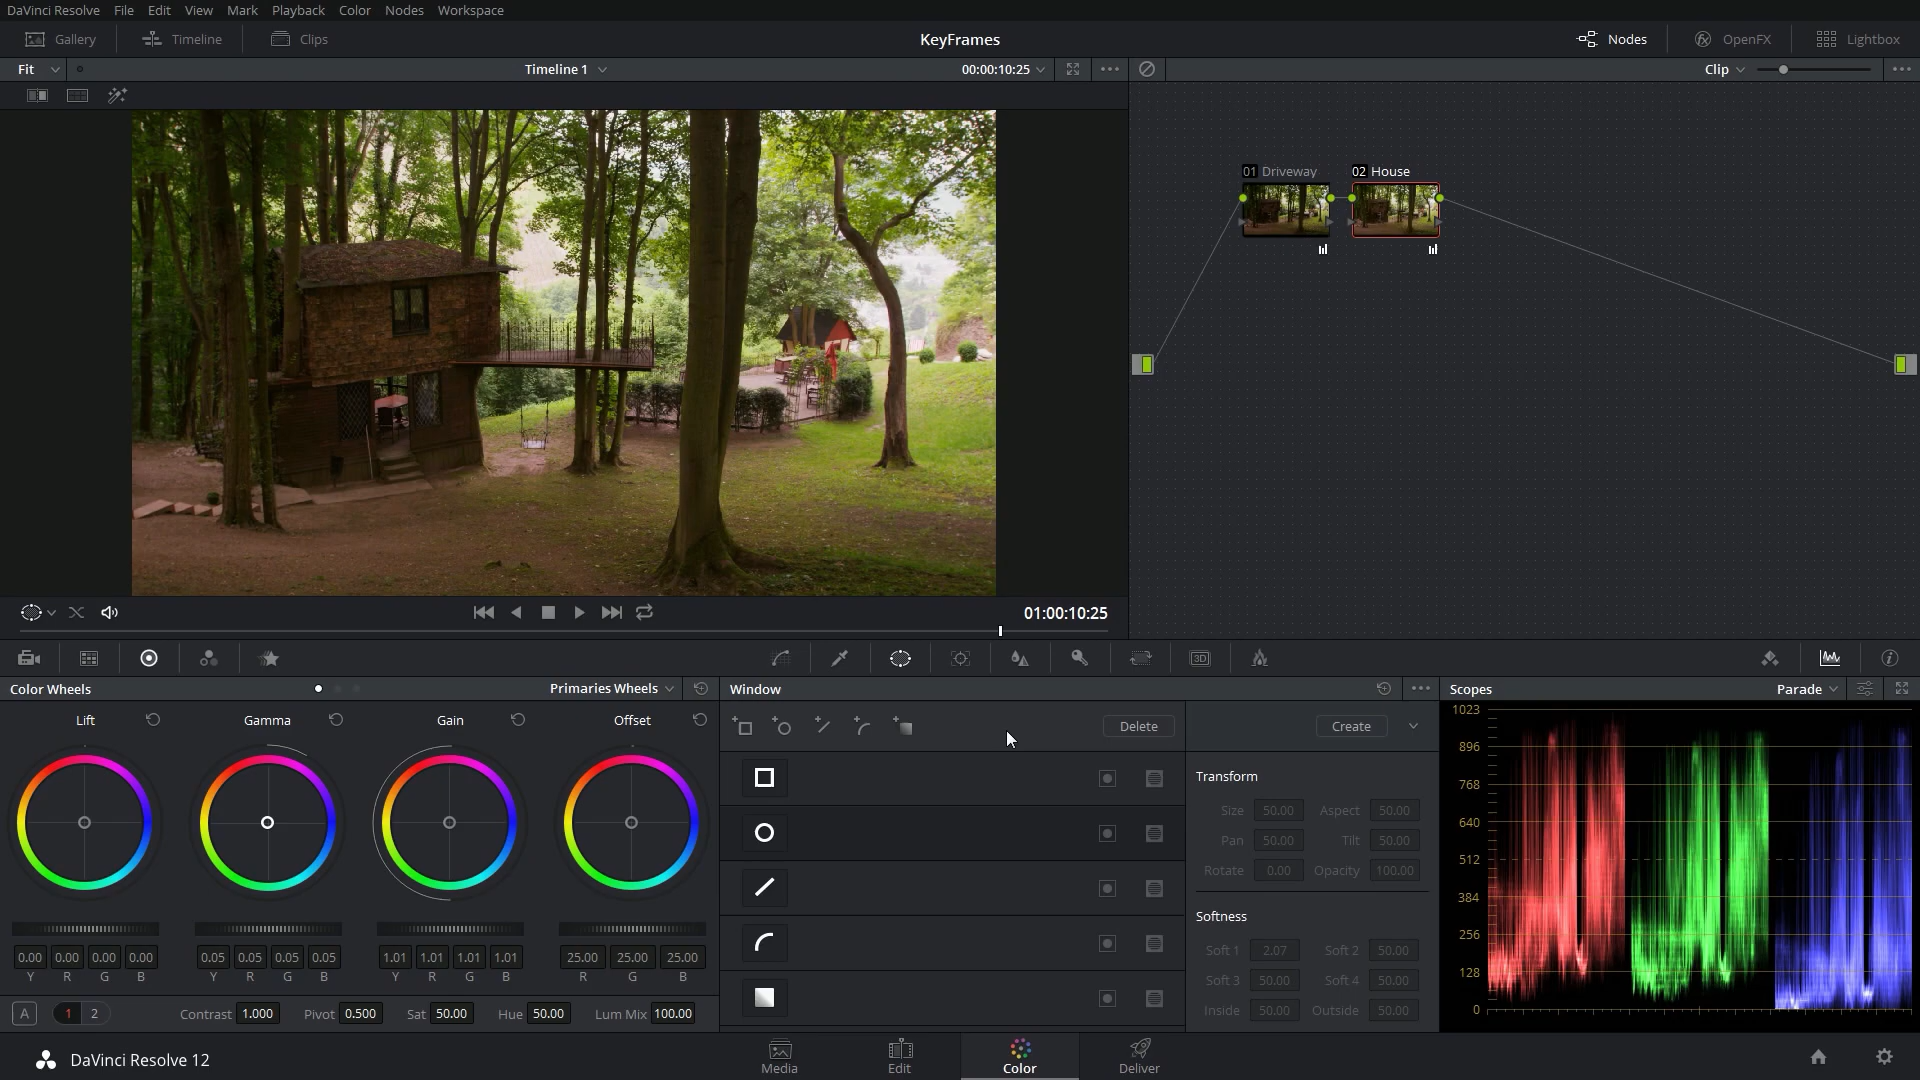 DaVinci Resolve File Edit View Mark Playback Color Nodes Workspace
Gallery Timeline Clips KeyFrames Nodes OpenFX Lightbox
Fit Timeline 1 00:00:10:25 Clip
01 Driveway 02 House
01:00:10:25
3D
Color Wheels Primaries Wheels Window Scopes Parade
Lift Gamma Gain Offset
Delete Create
Transform
Size 50.00 Aspect 50.00
Pan 50.00 Tilt 50.00
Rotate 0.00 Opacity 100.00
Softness
Soft 1 2.07 Soft 2 50.00
Soft 3 50.00 Soft 4 50.00
Inside 50.00 Outside 50.00
1023
896
768
640
512
384
256
128
0
0.00 0.00 0.00 0.00 0.05 0.05 0.05 0.05 1.01 1.01 1.01 1.01 25.00 25.00 25.00
Y R G B Y R G B Y R G B R G B
A 1 2 Contrast 1.000 Pivot 0.500 Sat 50.00 Hue 50.00 Lum Mix 100.00
DaVinci Resolve 12 Media Edit Color Deliver